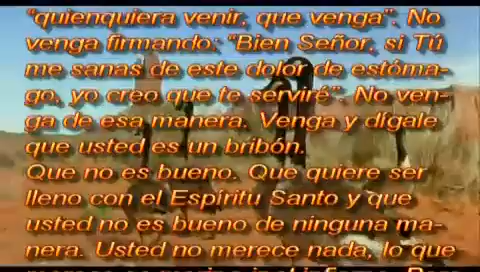 "quienquiera venir, que venga". No
venga firmando: "Bien Señor, si Tú
me sanas de este dolor de estóma-
go, yo creo que te serviré". No ven-
ga de esa manera. Venga y dígale
que usted es un bribón.
Que no es bueno. Que quiere ser
lleno con el Espíritu Santo y que
usted no es bueno de ninguna ma-
nera. Usted no merece nada, lo que